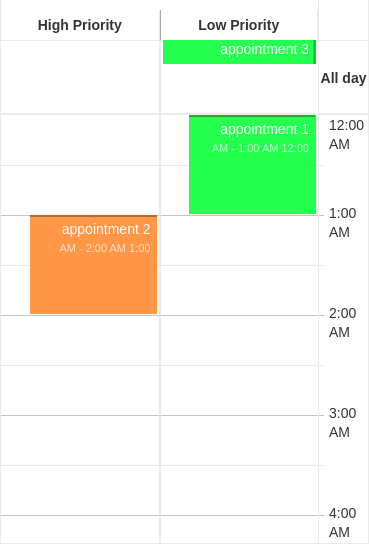 High Priority
Low Priority
appointment 3
All day
appointment 1
AM - 1:00 AM 12:00
12:00
AM
1:00
AM
appointment 2
AM - 2:00 AM 1:00
2:00
AM
3:00
AM
4:00
AM